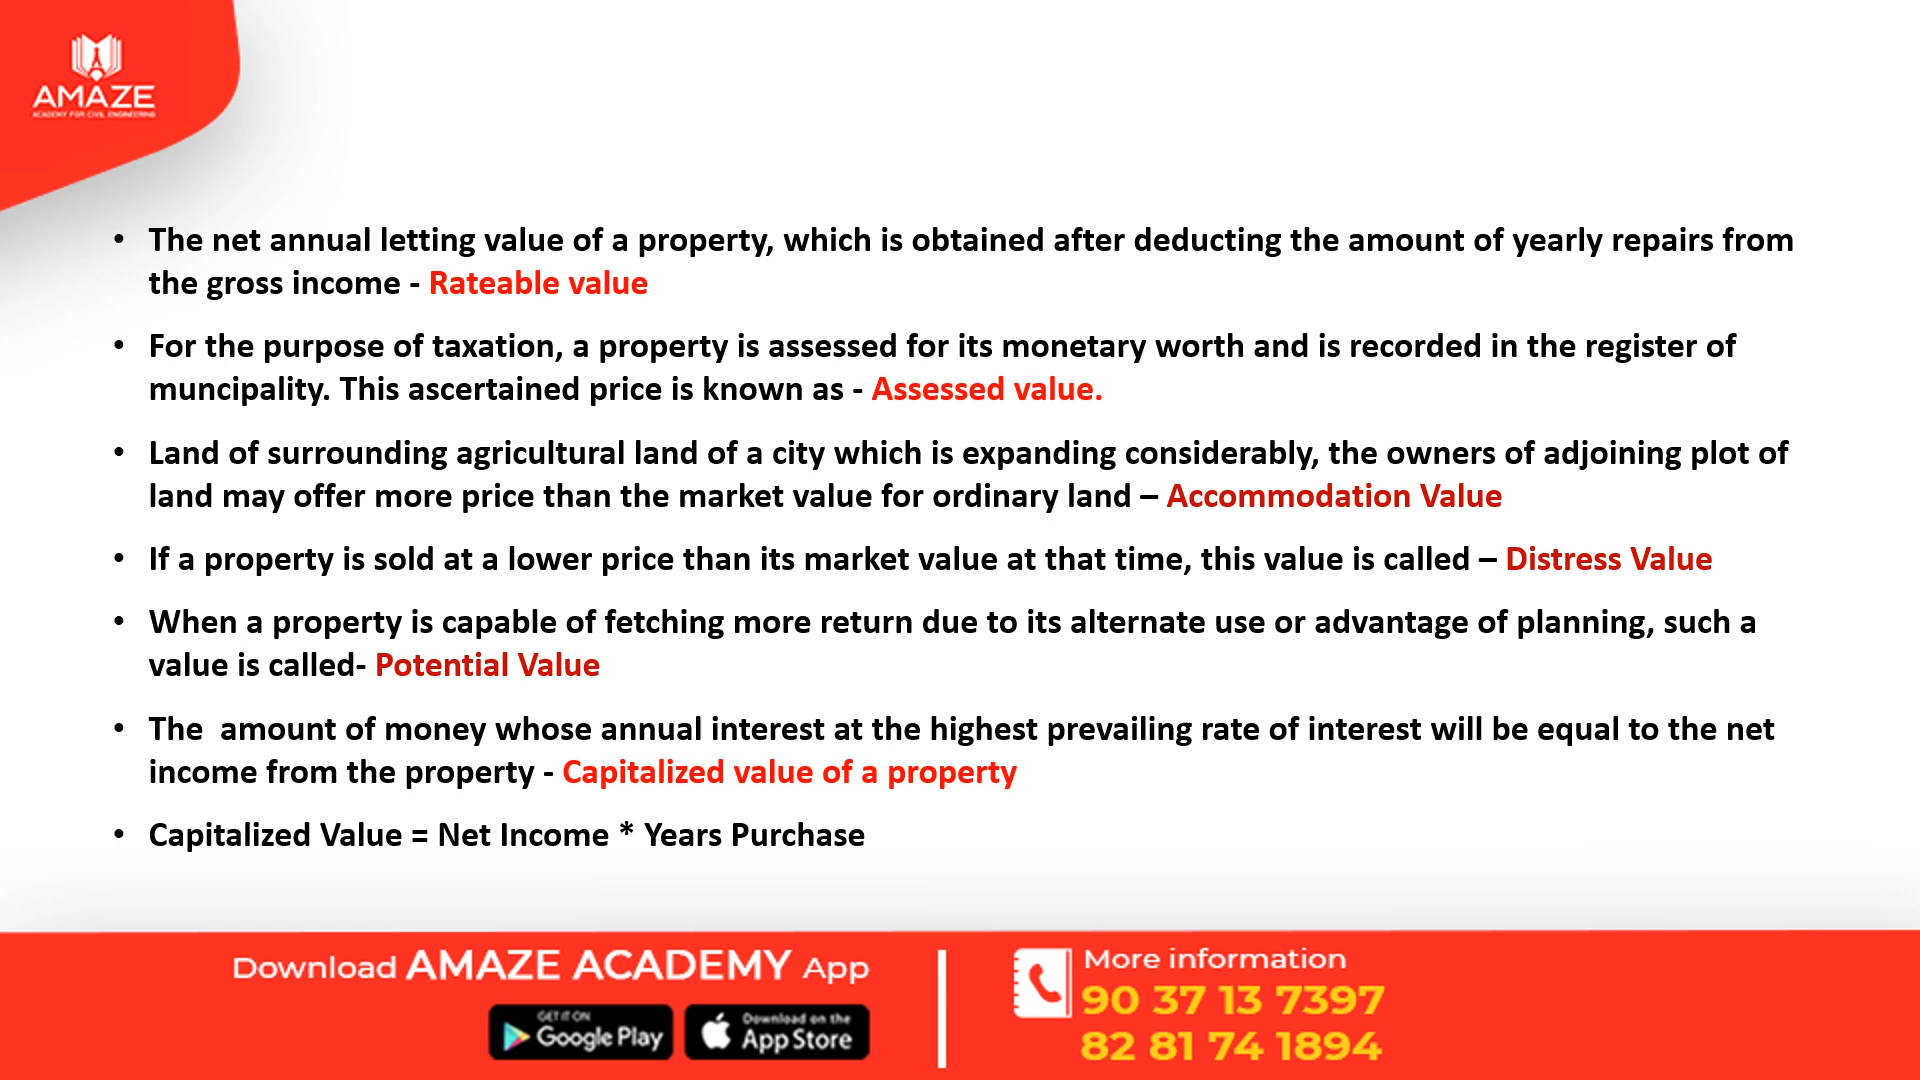 AMAZE
ACADEMY FOR CIVIL ENGINEERING
• The net annual letting value of a property, which is obtained after deducting the amount of yearly repairs from
the gross income - Rateable value
• For the purpose of taxation, a property is assessed for its monetary worth and is recorded in the register of
muncipality. This ascertained price is known as - Assessed value.
• Land of surrounding agricultural land of a city which is expanding considerably, the owners of adjoining plot of
land may offer more price than the market value for ordinary land – Accommodation Value
• If a property is sold at a lower price than its market value at that time, this value is called – Distress Value
• When a property is capable of fetching more return due to its alternate use or advantage of planning, such a
value is called- Potential Value
• The  amount of money whose annual interest at the highest prevailing rate of interest will be equal to the net
income from the property - Capitalized value of a property
• Capitalized Value = Net Income * Years Purchase
Download AMAZE ACADEMY App
GET IT ON
Google Play
Download on the
App Store
More information
90 37 13 7397
82 81 74 1894